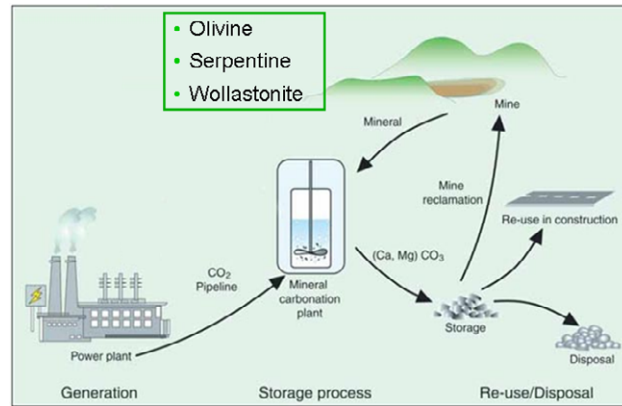 • Olivine
• Serpentine
• Wollastonite
Mineral
Mine
Mine
reclamation
Re-use in construction
CO₂
Pipeline
Mineral
carbonation
plant
(Ca, Mg) CO₃
Storage
Power plant
Disposal
Generation
Storage process
Re-use/Disposal